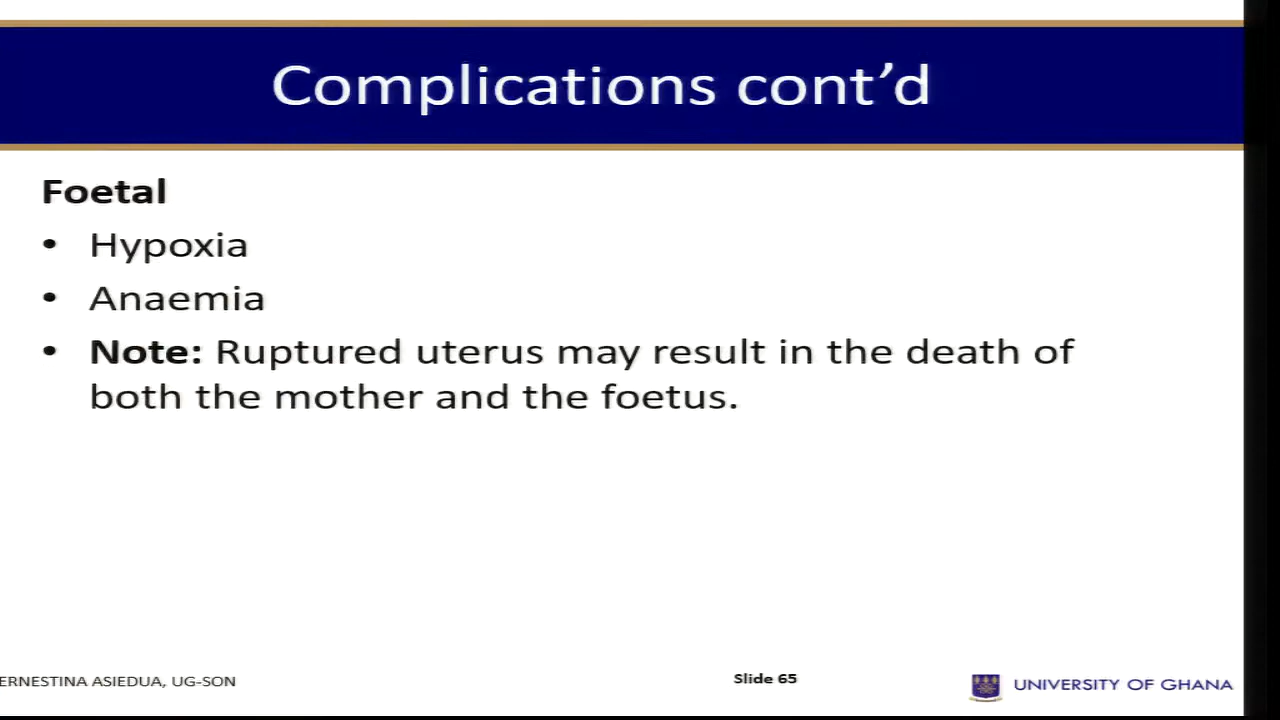 Complications cont’d
Foetal
• Hypoxia
• Anaemia
• Note: Ruptured uterus may result in the death of
both the mother and the foetus.
ERNESTINA ASIEDUA, UG-SON
Slide 65
UNIVERSITY OF GHANA